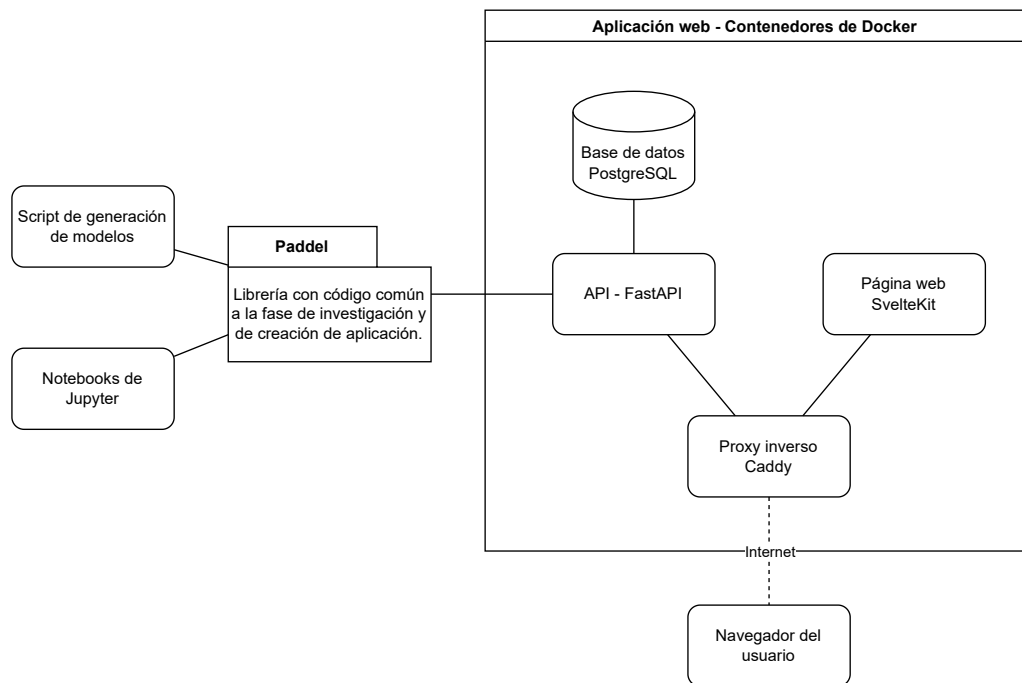 Aplicación web - Contenedores de Docker
Base de datos
PostgreSQL
Script de generación
de modelos
Paddel
Librería con código común
a la fase de investigación y
de creación de aplicación.
API - FastAPI
Página web
SvelteKit
Notebooks de
Jupyter
Proxy inverso
Caddy
Internet
Navegador del
usuario